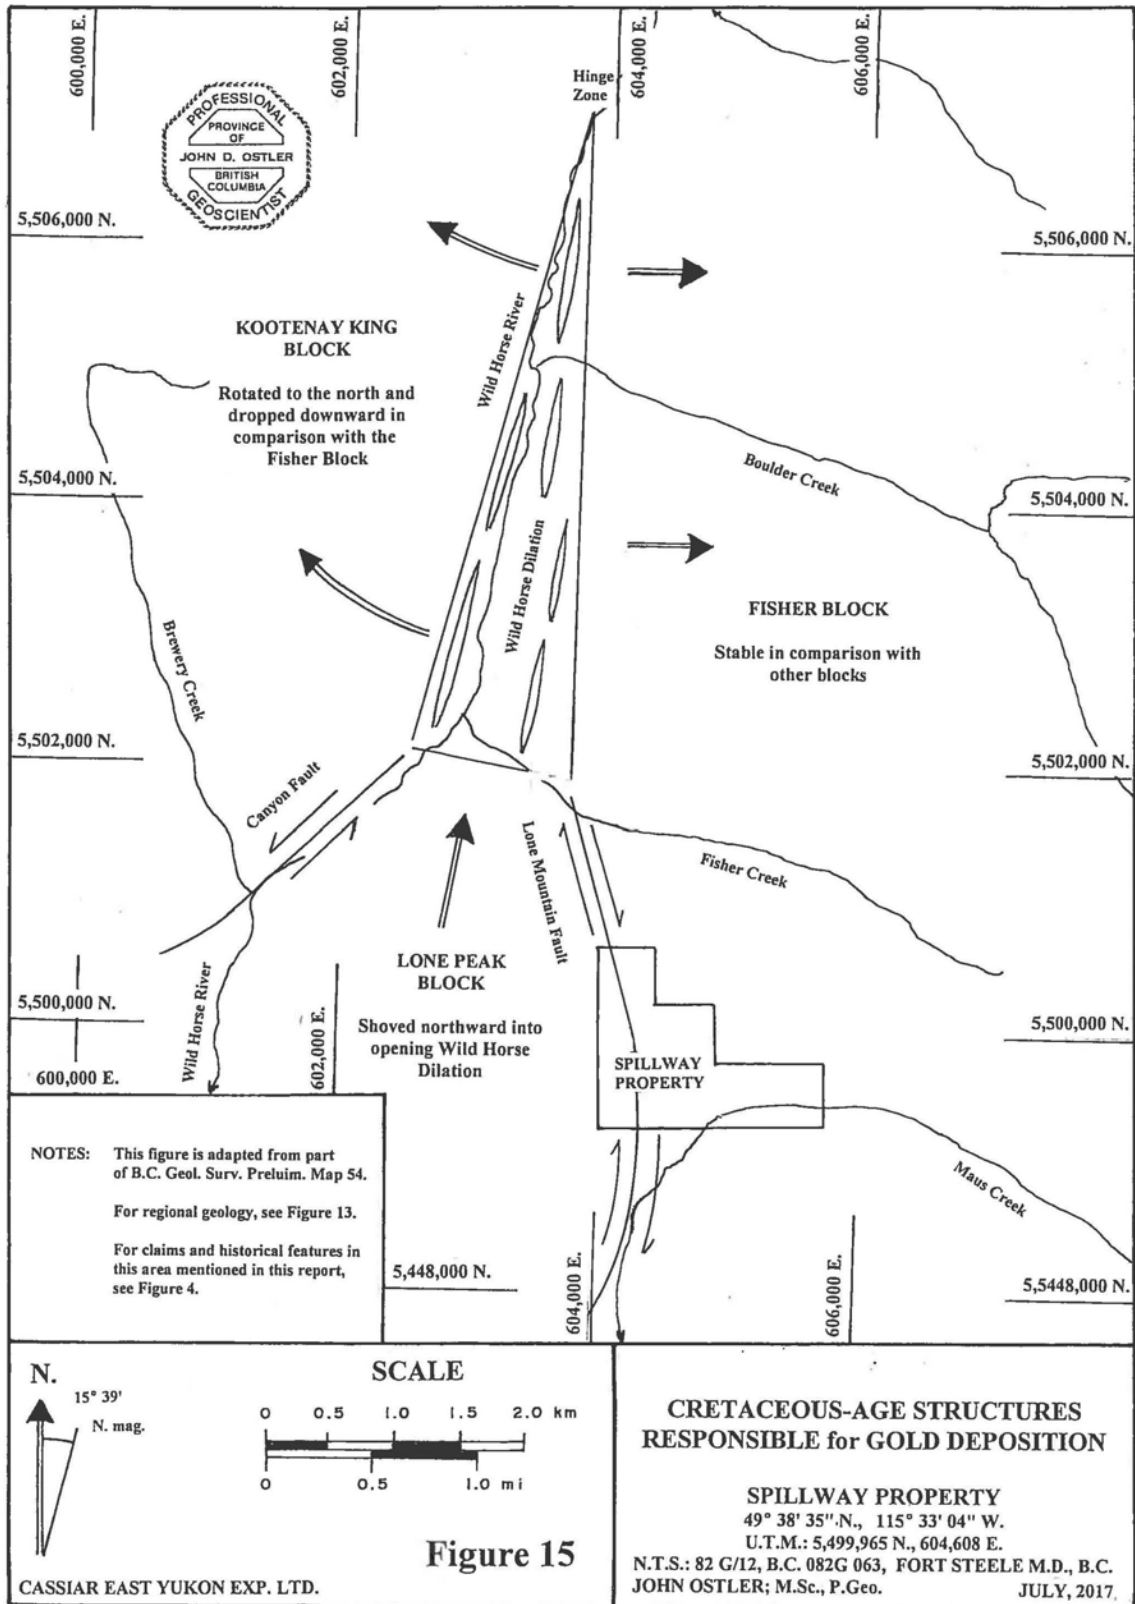 600,000 E.
602,000 E.
604,000 E.
606,000 E.
Hinge
Zone
PROFESSIONAL
PROVINCE
OF
JOHN D. OSTLER
BRITISH
COLUMBIA
GEOSCIENTIST
5,506,000 N.
5,506,000 N.
KOOTENAY KING
BLOCK
Rotated to the north and
dropped downward in
comparison with the
Fisher Block
Wild Horse River
Boulder Creek
5,504,000 N.
5,504,000 N.
Wild Horse Dilation
FISHER BLOCK
Stable in comparison with
other blocks
Brewery Creek
5,502,000 N.
5,502,000 N.
Canyon Fault
Lone Mountain Fault
Fisher Creek
LONE PEAK
BLOCK
Shoved northward into
opening Wild Horse
Dilation
Wild Horse River
5,500,000 N.
5,500,000 N.
600,000 E.
602,000 E.
SPILLWAY
PROPERTY
Maus Creek
NOTES: This figure is adapted from part
of B.C. Geol. Surv. Preluim. Map 54.
For regional geology, see Figure 13.
For claims and historical features in
this area mentioned in this report,
see Figure 4.
5,448,000 N.
604,000 E.
606,000 E.
5,5448,000 N.
N.
15° 39'
N. mag.
SCALE
0 0.5 1.0 1.5 2.0 km
0 0.5 1.0 mi
Figure 15
CASSIAR EAST YUKON EXP. LTD.
CRETACEOUS-AGE STRUCTURES
RESPONSIBLE for GOLD DEPOSITION
SPILLWAY PROPERTY
49° 38' 35" N., 115° 33' 04" W.
U.T.M.: 5,499,965 N., 604,608 E.
N.T.S.: 82 G/12, B.C. 082G 063, FORT STEELE M.D., B.C.
JOHN OSTLER; M.Sc., P.Geo. JULY, 2017